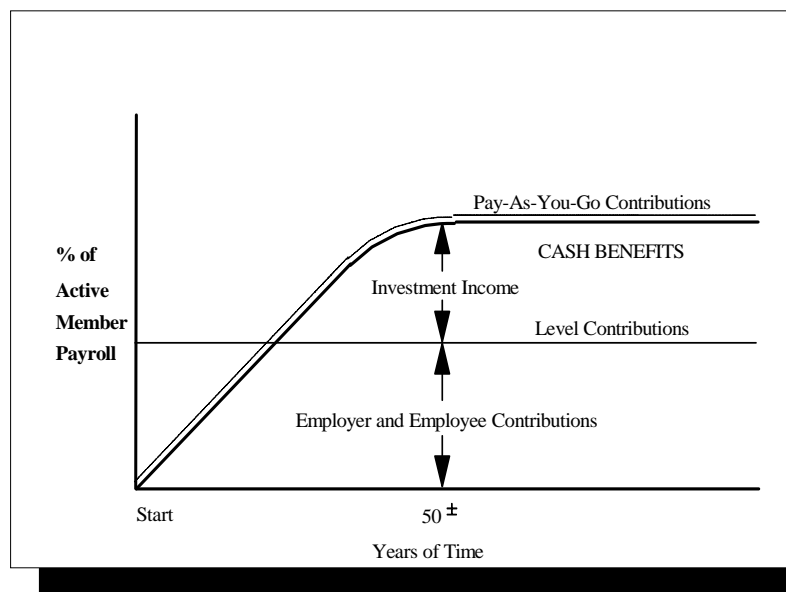 Pay-As-You-Go Contributions
CASH BENEFITS
% of
Active
Member
Payroll
Investment Income
Level Contributions
Employer and Employee Contributions
Start
50 ±
Years of Time